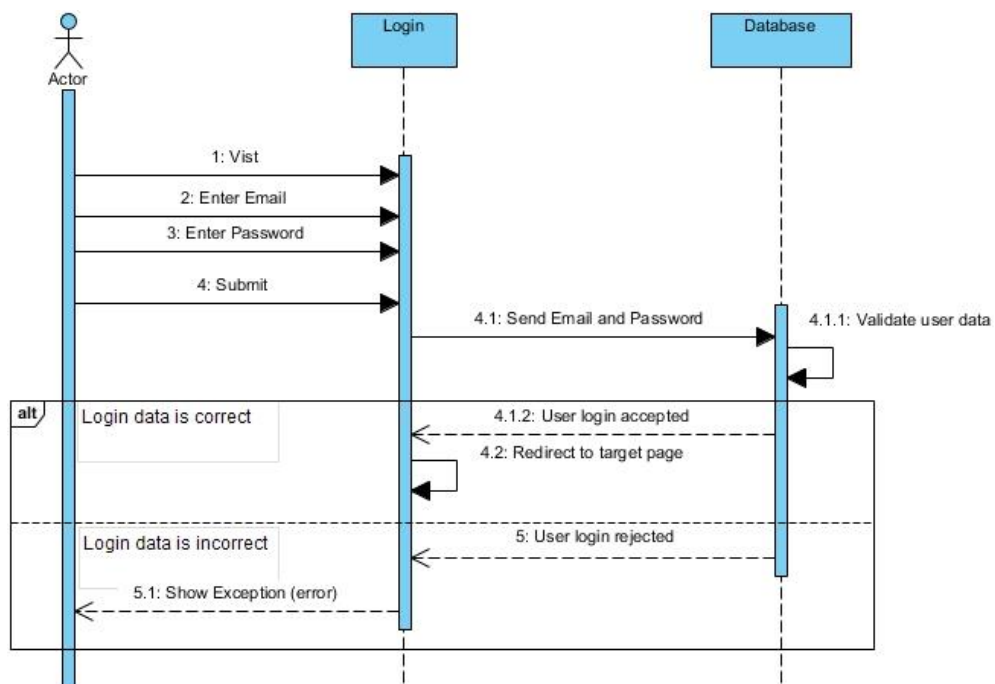 Login
Database
Actor
1: Vist
2: Enter Email
3: Enter Password
4: Submit
4.1: Send Email and Password
4.1.1: Validate user data
alt
Login data is correct
4.1.2: User login accepted
4.2: Redirect to target page
Login data is incorrect
5: User login rejected
5.1: Show Exception (error)